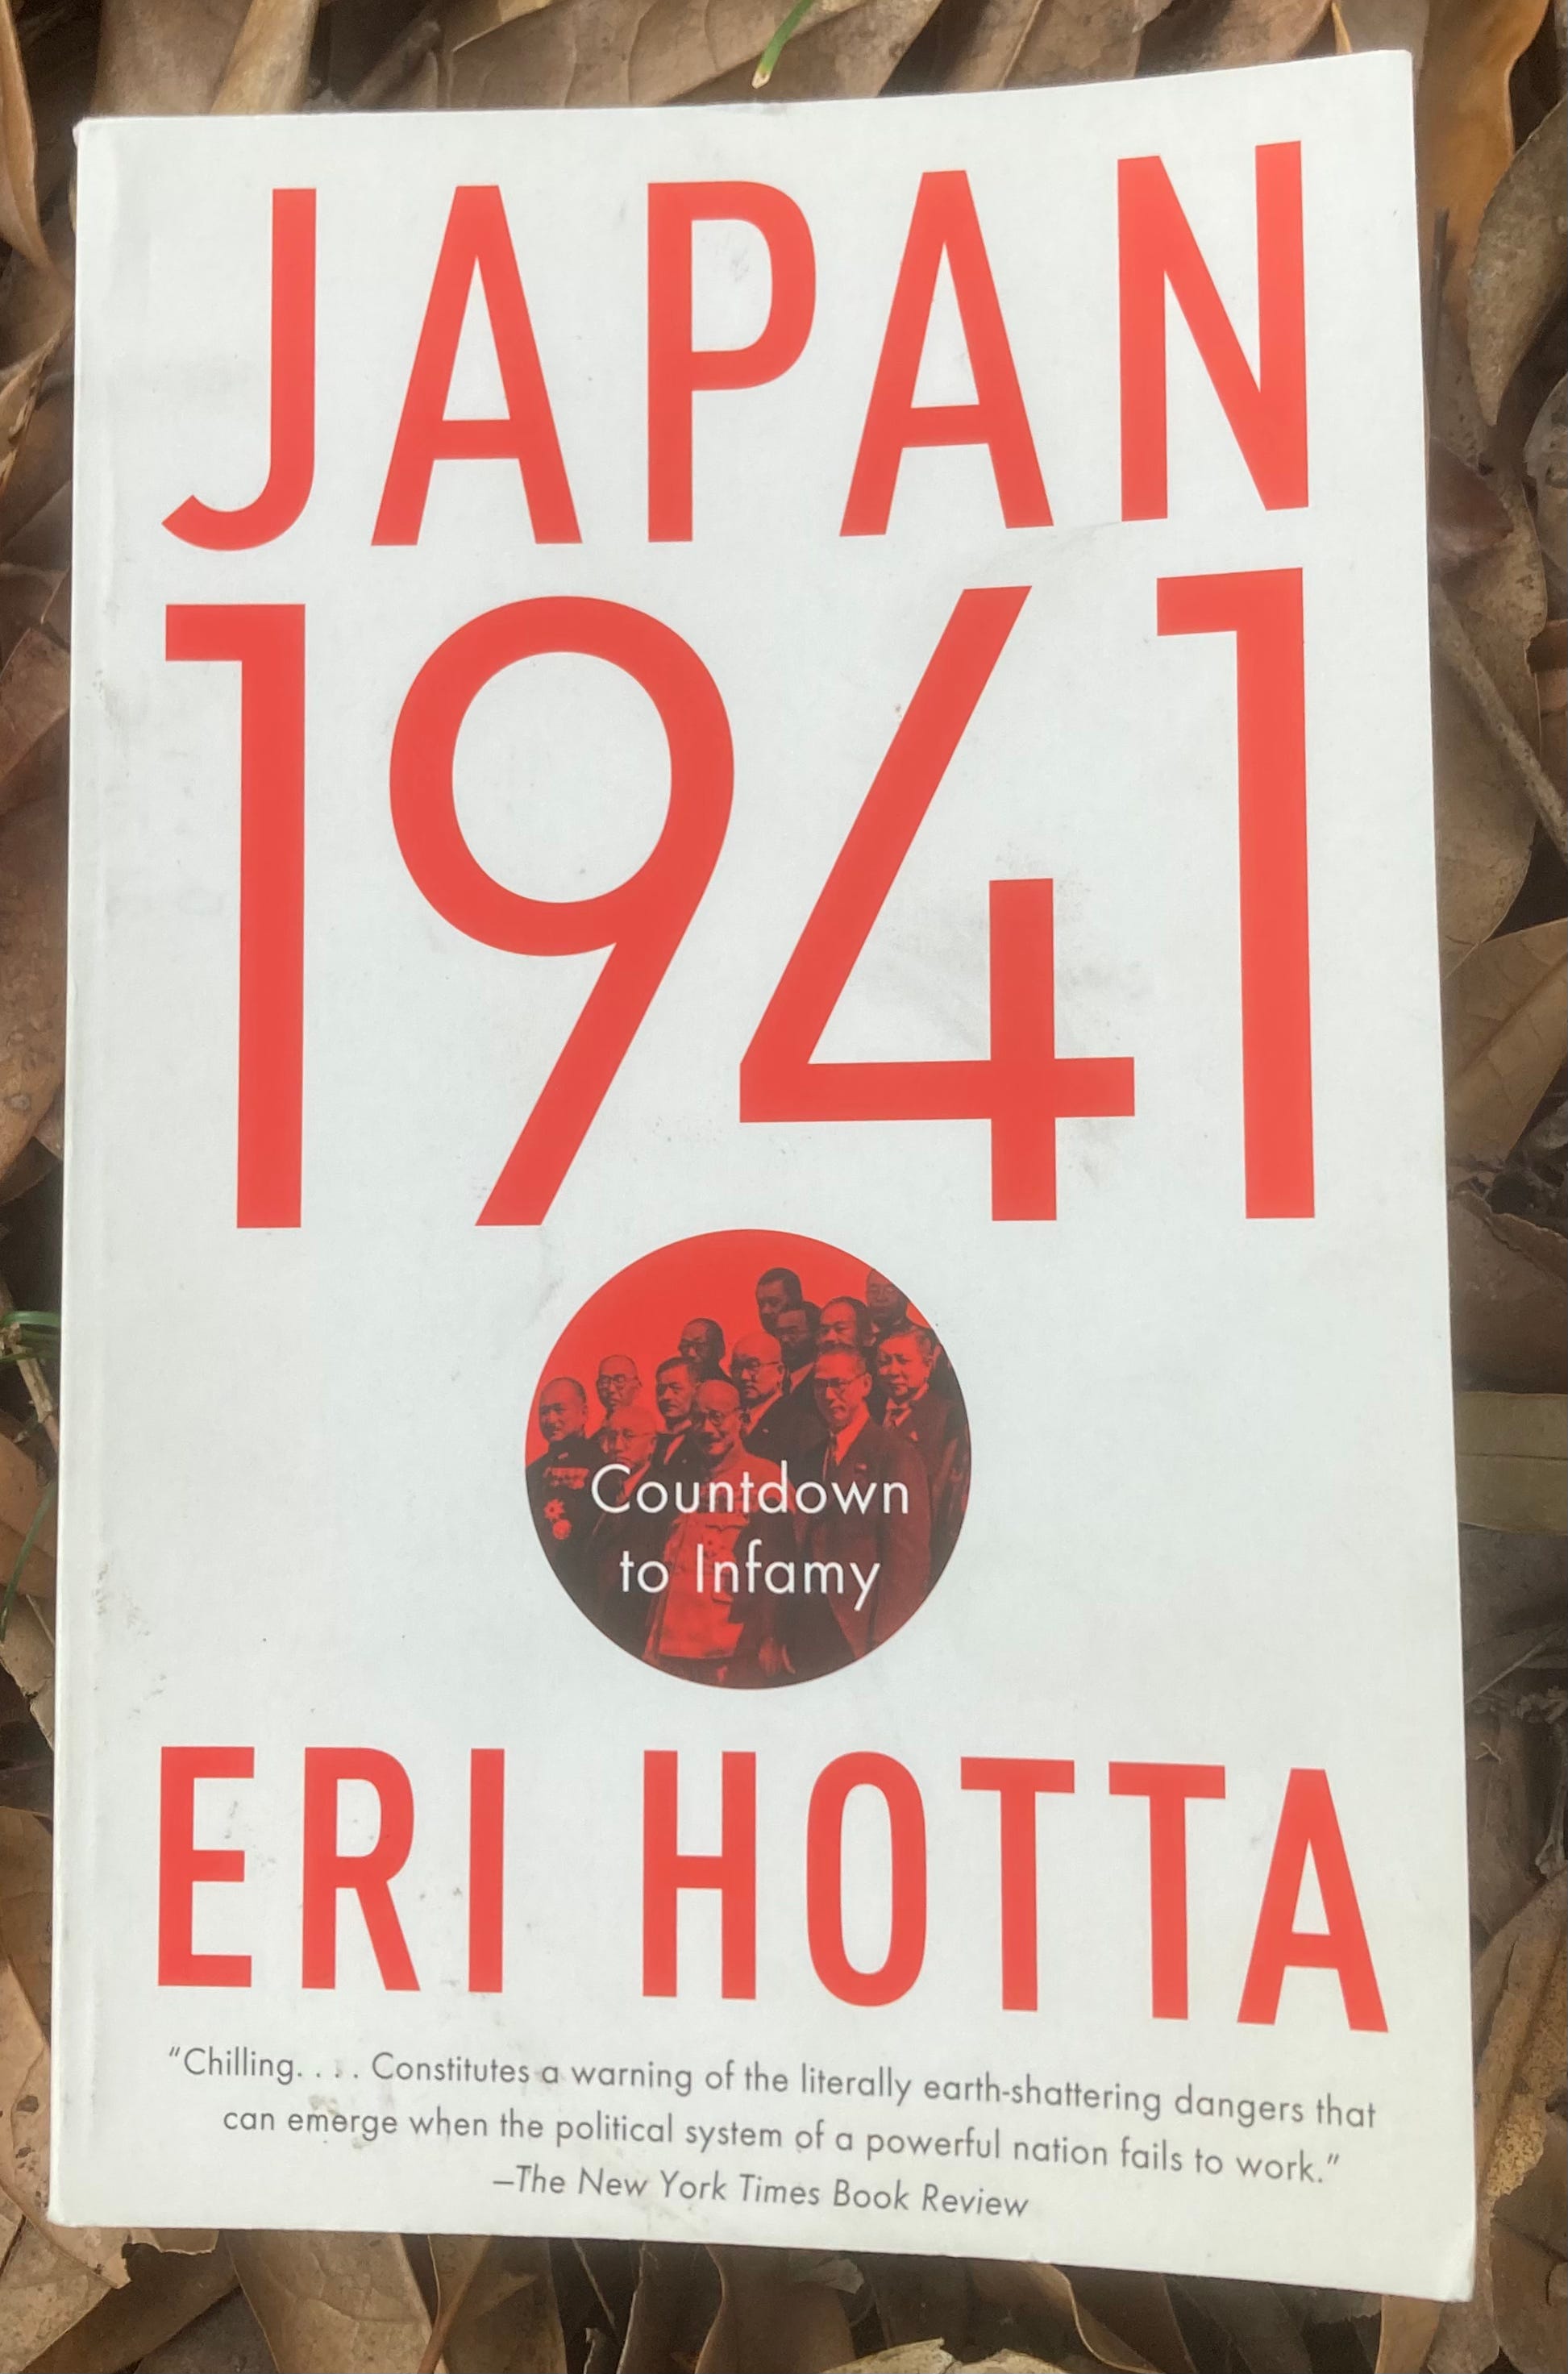 JAPAN
1941
Countdown
to Infamy
ERI HOTTA
“Chilling. . . . Constitutes a warning of the literally earth-shattering dangers that
can emerge when the political system of a powerful nation fails to work.”
—The New York Times Book Review